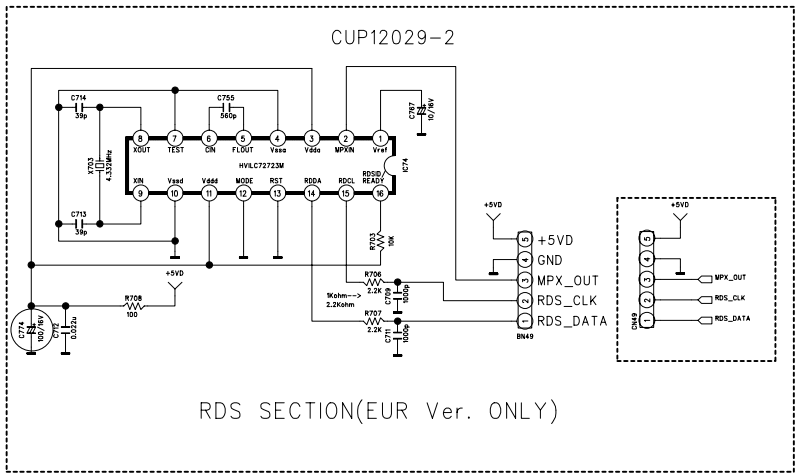 CUP12029-2
C714
39p
C755
560p
C767
10/16V
8
7
6
5
4
3
2
1
XOUT
TEST
CIN
FLOUT
Vssa
Vdda
MPXIN
Vref
X703
4.332MHz
HVILC72723M
IC74
XIN
Vssd
Vddd
MODE
RST
RDDA
RDCL
RDSID
READY
9
10
11
12
13
14
15
16
C713
39p
R703
10K
+5VD
R708
100
C774
100/16V
C712
0.022u
R706
2.2K
1Kohm-->
2.2Kohm
C709
1000p
R707
2.2K
C711
1000p
+5VD
5
+5VD
4
GND
3
MPX_OUT
2
RDS_CLK
1
RDS_DATA
BN49
+5VD
5
4
3
MPX_OUT
2
RDS_CLK
1
RDS_DATA
CN49
RDS SECTION(EUR Ver. ONLY)